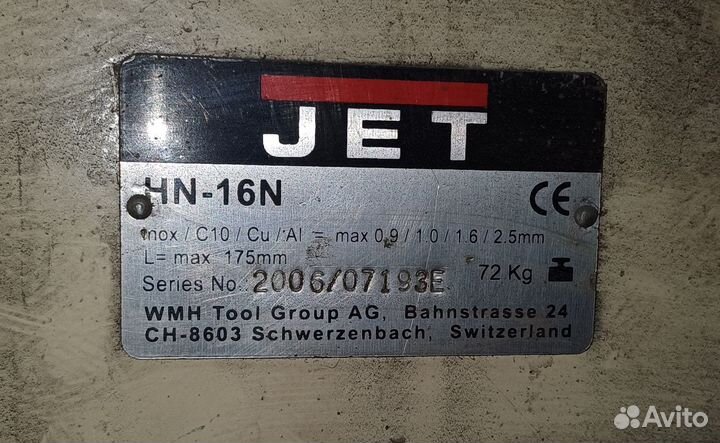 JET
HN-16N
CE
Inox / C10 / Cu / Al = max 0.9 / 1.0 / 1.6 / 2.5mm
L= max 175mm
Series No: 2006/07193E 72 Kg
WMH Tool Group AG, Bahnstrasse 24
CH-8603 Schwerzenbach, Switzerland
Avito